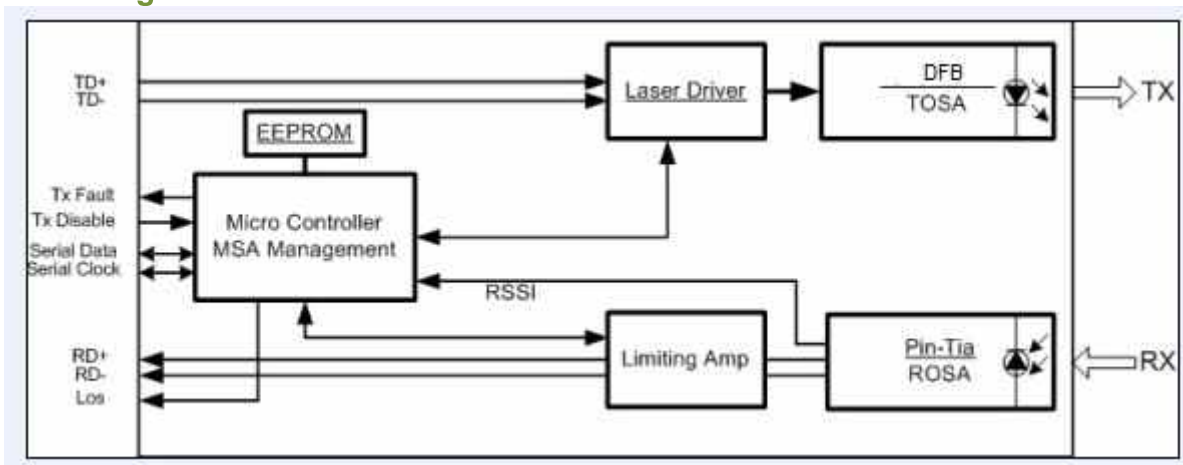 TD+
TD-
Laser Driver
DFB
TOSA
TX
EEPROM
Tx Fault
Tx Disable
Serial Data
Serial Clock
Micro Controller
MSA Management
RSSI
RD+
RD-
Los
Limiting Amp
Pin-Tia
ROSA
RX